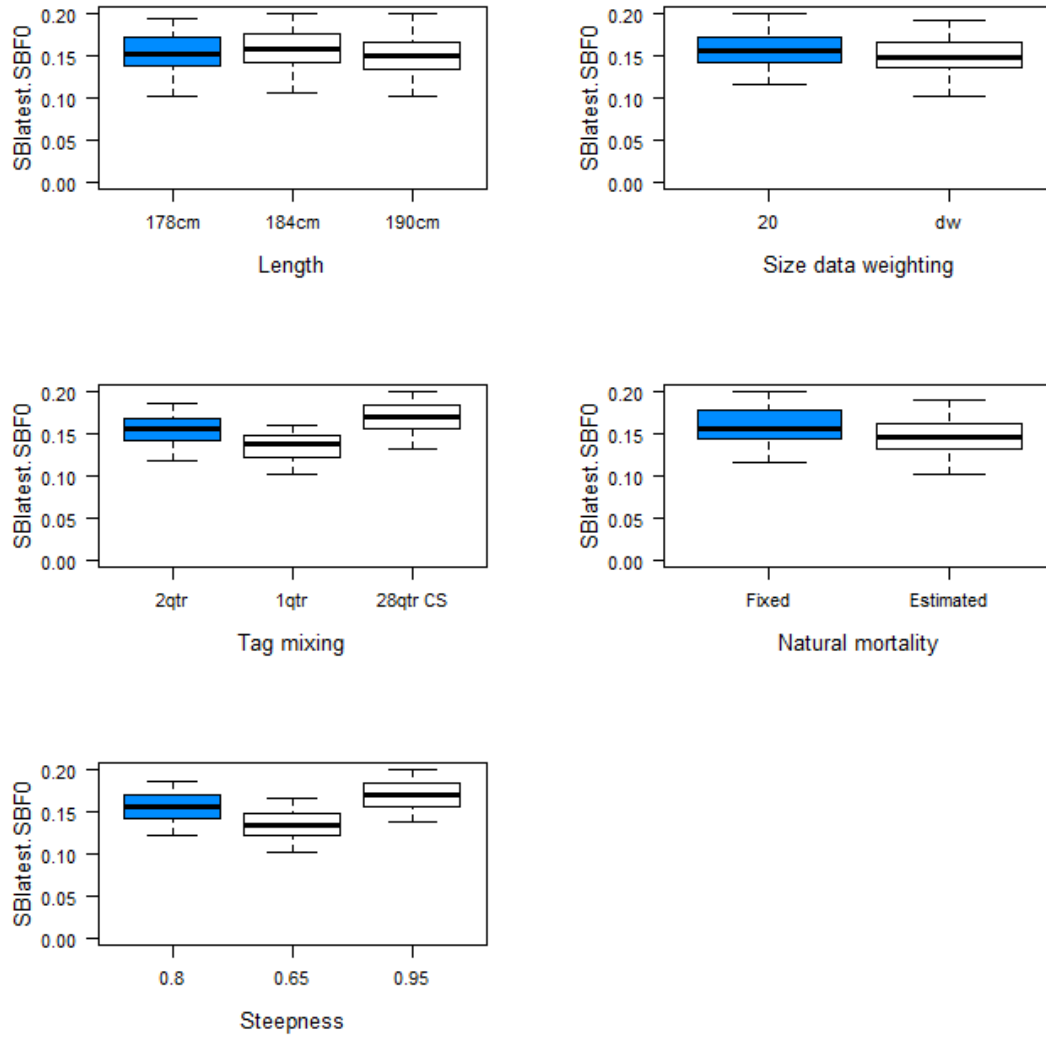 SBlatest.SBF0
0.20
0.15
0.10
0.05
0.00
178cm 184cm 190cm
Length
SBlatest.SBF0
0.20
0.15
0.10
0.05
0.00
20 dw
Size data weighting
SBlatest.SBF0
0.20
0.15
0.10
0.05
0.00
2qtr 1qtr 28qtr CS
Tag mixing
SBlatest.SBF0
0.20
0.15
0.10
0.05
0.00
Fixed Estimated
Natural mortality
SBlatest.SBF0
0.20
0.15
0.10
0.05
0.00
0.8 0.65 0.95
Steepness